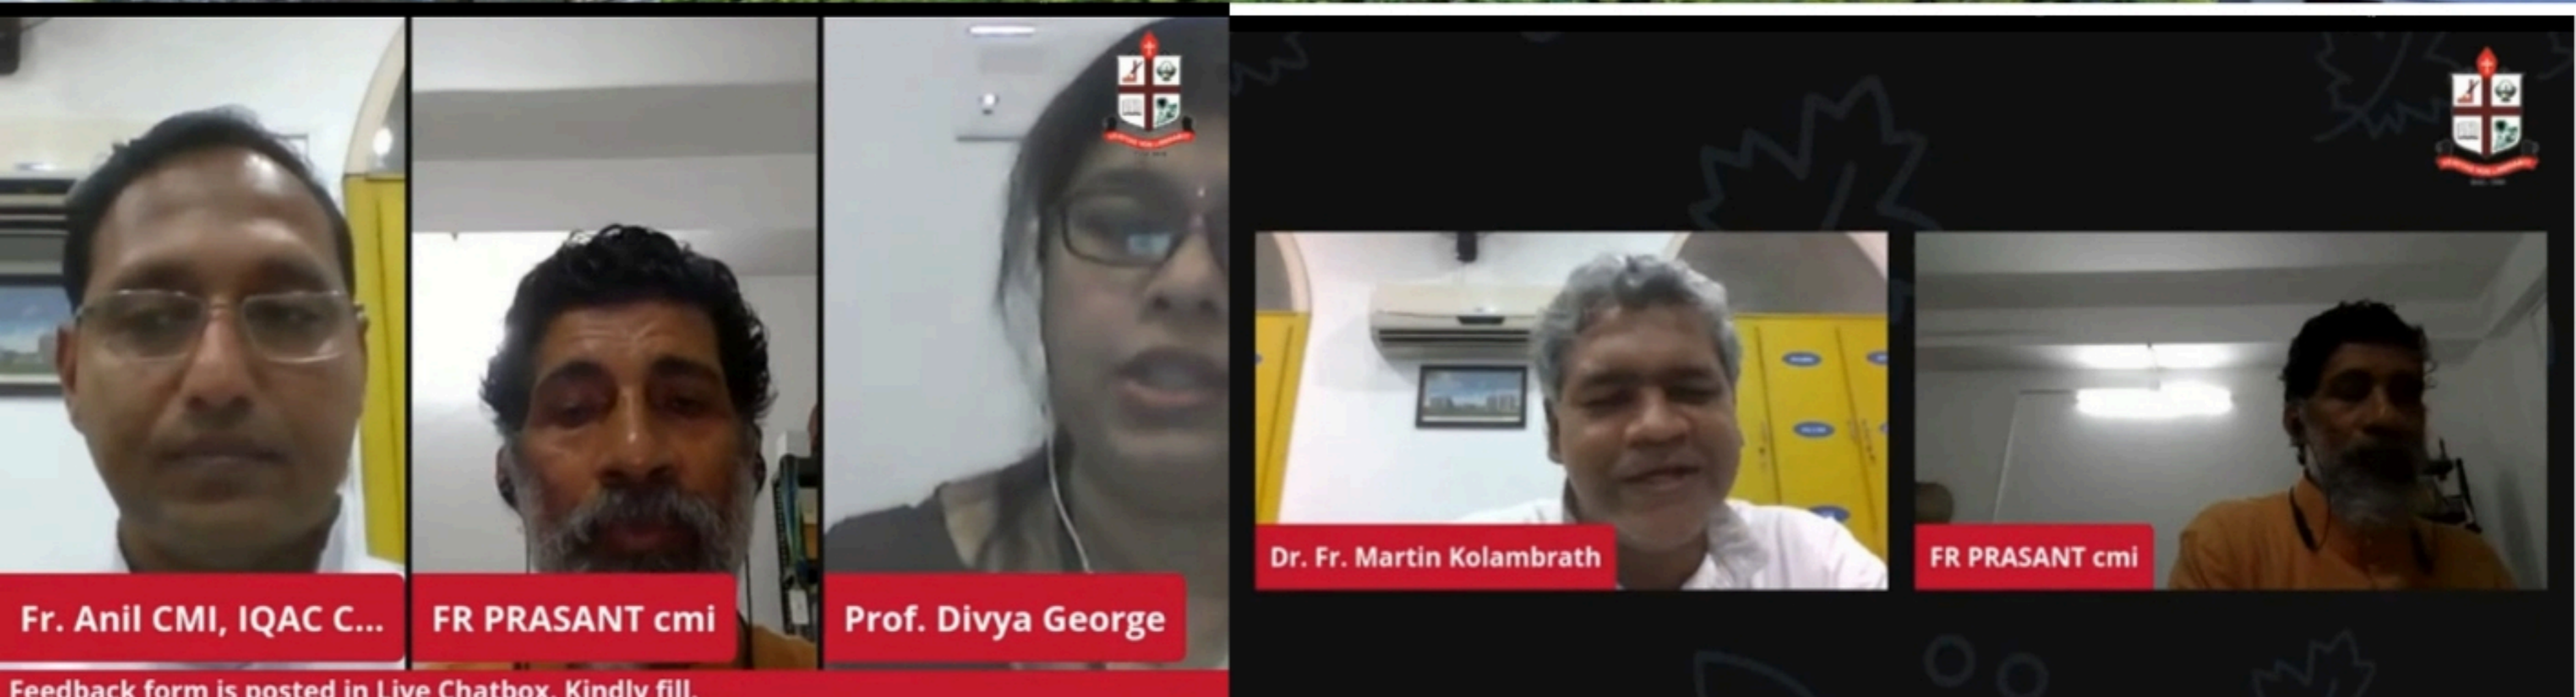 Fr. Anil CMI, IQAC C...
FR PRASANT cmi
Prof. Divya George
Feedback form is posted in Live Chatbox. Kindly fill.
Dr. Fr. Martin Kolambrath
FR PRASANT cmi